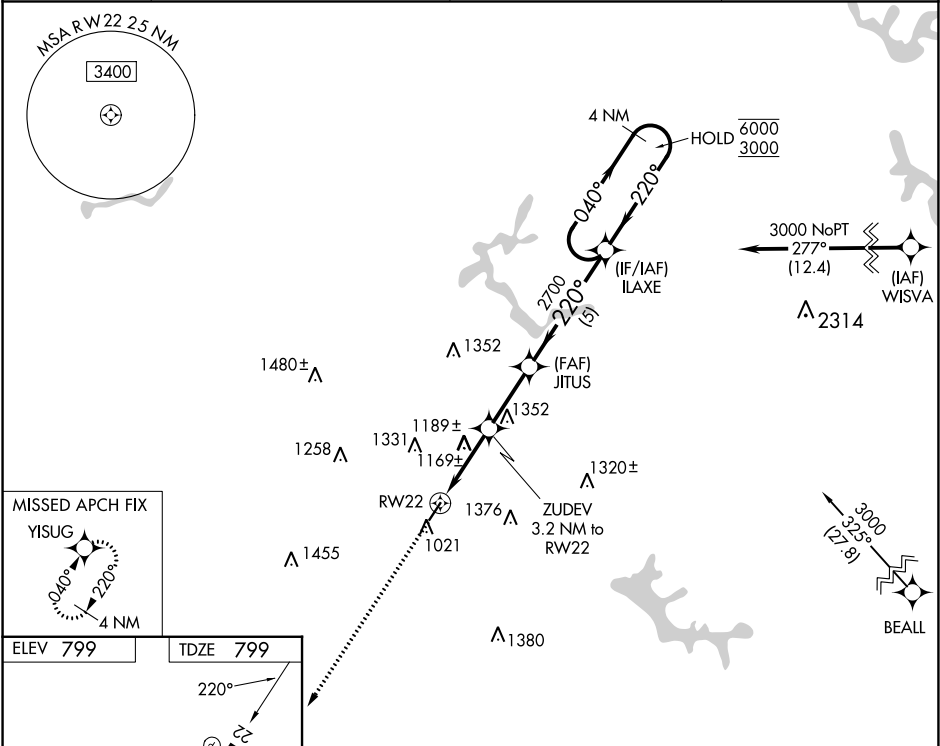 MSA RW22 25 NM
3400
4 NM
HOLD
6000
3000
040°
220°
3000 NoPT
277°
(12.4)
(IAF)
WISVA
(IF/IAF)
ILAXE
2314
2700
220°
(5)
1352
(FAF)
JITUS
1480±
1352
1189±
1331
1258
1169±
1320±
RW22
1376
ZUDEV
3.2 NM to
RW22
1021
3000
325°
(27.8)
BEALL
1455
1380
MISSED APCH FIX
YISUG
040°
220°
4 NM
ELEV 799
TDZE 799
220°
22